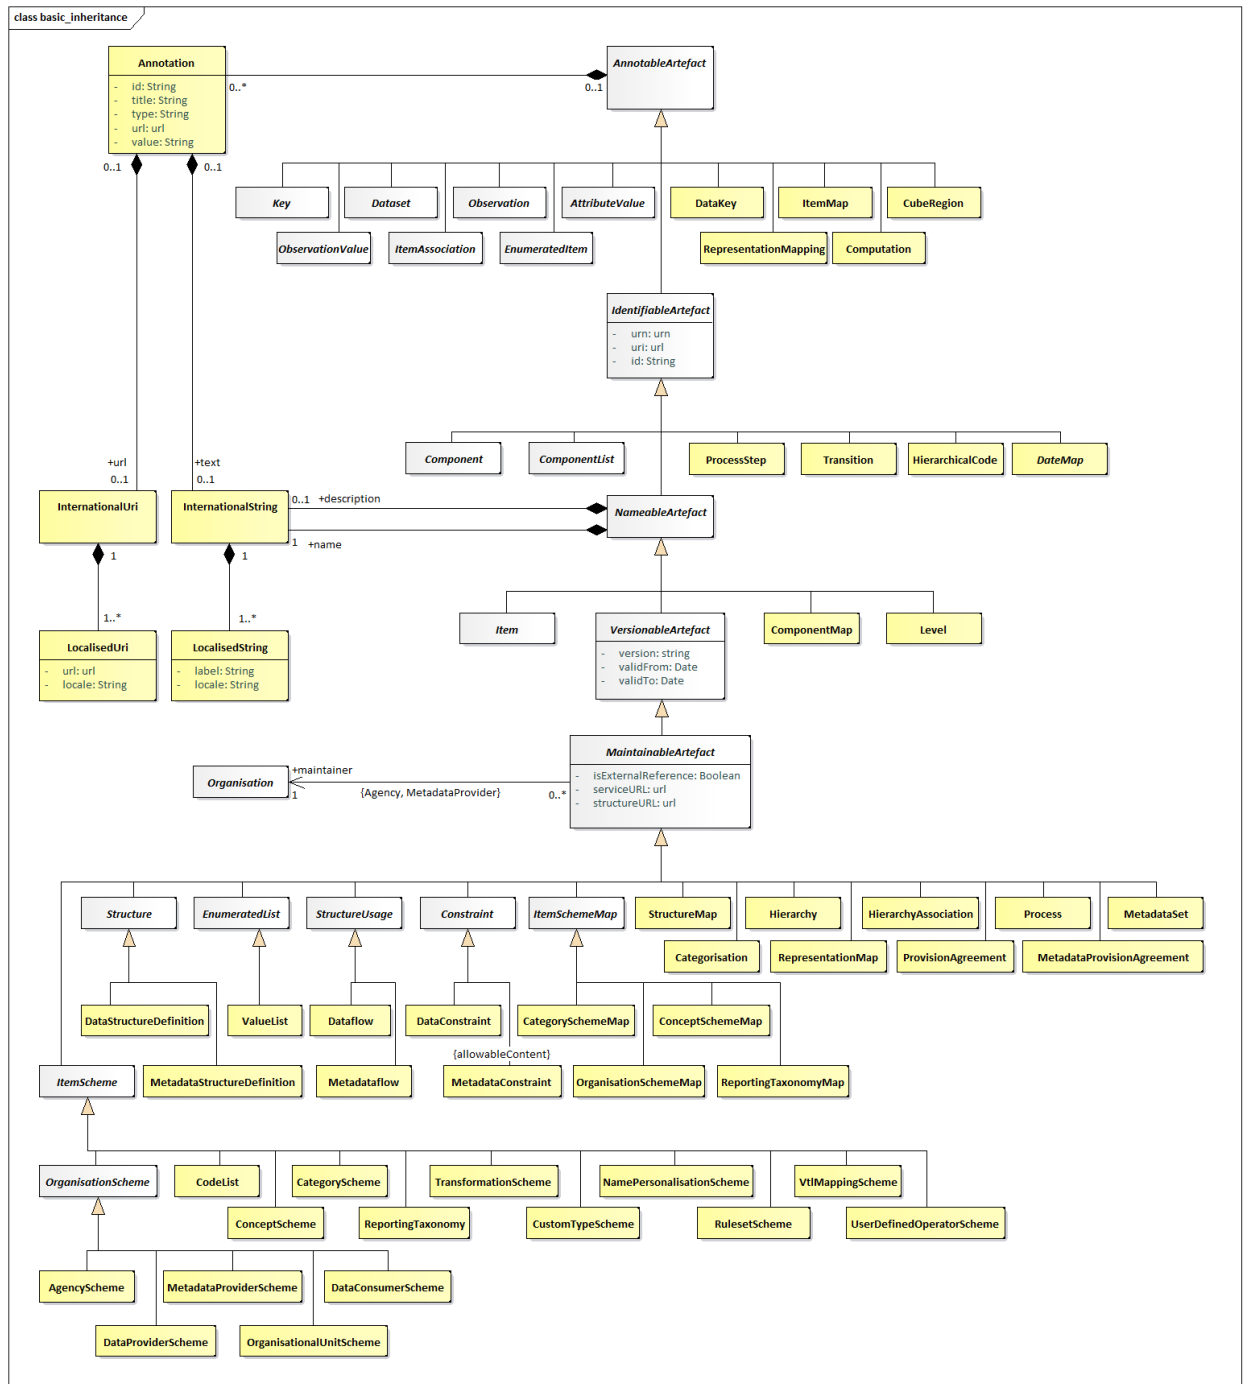 class basic_inheritance
Annotation
- id: String
- title: String
- type: String
- url: url
- value: String
AnnotableArtefact
0..*
0..1
0..1
0..1
Key
Dataset
Observation
AttributeValue
DataKey
ItemMap
CubeRegion
ObservationValue
ItemAssociation
EnumeratedItem
RepresentationMapping
Computation
IdentifiableArtefact
- urn: urn
- uri: url
- id: String
Component
ComponentList
ProcessStep
Transition
HierarchicalCode
DateMap
+url
0..1
+text
0..1
InternationalUri
InternationalString
0..1 +description
1 +name
NameableArtefact
1
1
1..*
1..*
Item
VersionableArtefact
- version: string
- validFrom: Date
- validTo: Date
ComponentMap
Level
LocalisedUri
- url: url
- locale: String
LocalisedString
- label: String
- locale: String
MaintainableArtefact
- isExternalReference: Boolean
- serviceURL: url
- structureURL: url
Organisation
+maintainer
1
{Agency, MetadataProvider}
0..*
Structure
EnumeratedList
StructureUsage
Constraint
ItemSchemeMap
StructureMap
Hierarchy
HierarchyAssociation
Process
MetadataSet
Categorisation
RepresentationMap
ProvisionAgreement
MetadataProvisionAgreement
DataStructureDefinition
ValueList
Dataflow
DataConstraint
CategorySchemeMap
ConceptSchemeMap
{allowableContent}
ItemScheme
MetadataStructureDefinition
Metadataflow
MetadataConstraint
OrganisationSchemeMap
ReportingTaxonomyMap
OrganisationScheme
CodeList
CategoryScheme
TransformationScheme
NamePersonalisationScheme
VtlMappingScheme
ConceptScheme
ReportingTaxonomy
CustomTypeScheme
RulesetScheme
UserDefinedOperatorScheme
AgencyScheme
MetadataProviderScheme
DataConsumerScheme
DataProviderScheme
OrganisationalUnitScheme